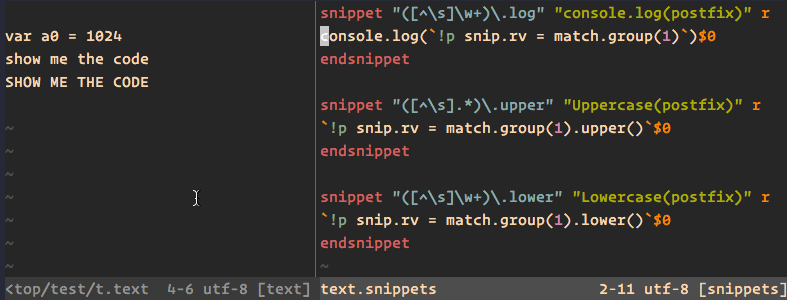 var a0 = 1024
show me the code
SHOW ME THE CODE
~
~
~
~
~
~
~
<top/test/t.text 4-6 utf-8 [text]
snippet "([^\s]\w+)\.log" "console.log(postfix)" r
console.log(`!p snip.rv = match.group(1)`)$0
endsnippet
snippet "([^\s].*)\.upper" "Uppercase(postfix)" r
`!p snip.rv = match.group(1).upper()`$0
endsnippet
snippet "([^\s]\w+)\.lower" "Lowercase(postfix)" r
`!p snip.rv = match.group(1).lower()`$0
endsnippet
~
text.snippets 2-11 utf-8 [snippets]